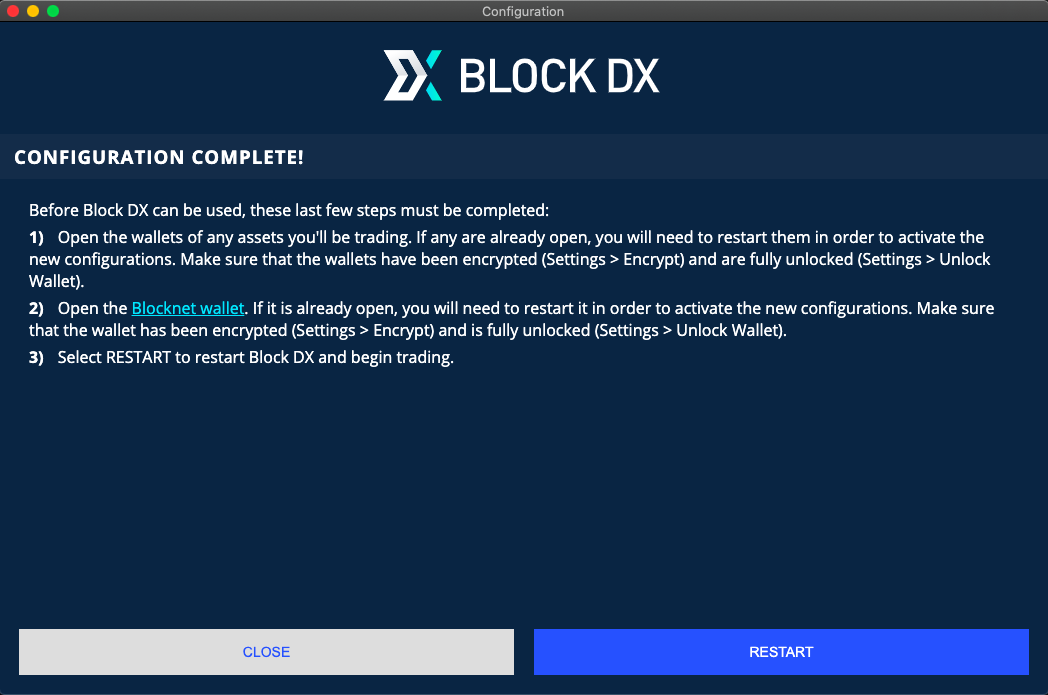 Configuration
BLOCK DX
CONFIGURATION COMPLETE!
Before Block DX can be used, these last few steps must be completed:
1) Open the wallets of any assets you'll be trading. If any are already open, you will need to restart them in order to activate the
new configurations. Make sure that the wallets have been encrypted (Settings > Encrypt) and are fully unlocked (Settings > Unlock
Wallet).
2) Open the Blocknet wallet. If it is already open, you will need to restart it in order to activate the new configurations. Make sure
that the wallet has been encrypted (Settings > Encrypt) and is fully unlocked (Settings > Unlock Wallet).
3) Select RESTART to restart Block DX and begin trading.
CLOSE
RESTART